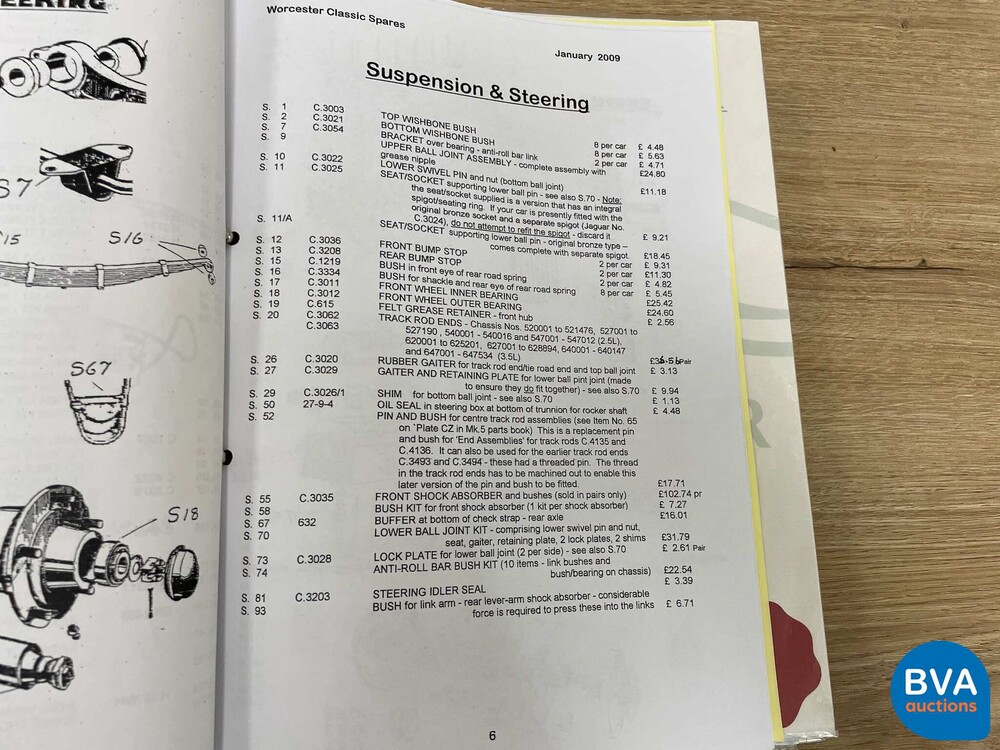 STEERING
S7
S15
S16
S67
S18
Worcester Classic Spares
January 2009
Suspension & Steering
S. 1 C.3003 TOP WISHBONE BUSH 8 per car £ 4.48
S. 2 C.3021 BOTTOM WISHBONE BUSH 8 per car £ 5.63
S. 7 C.3054 BRACKET over bearing - anti-roll bar link 2 per car £ 4.71
S. 9 UPPER BALL JOINT ASSEMBLY - complete assembly with £24.80
grease nipple
S. 10 C.3022 LOWER SWIVEL PIN and nut (bottom ball joint) £11.18
S. 11 C.3025 SEAT/SOCKET supporting lower ball pin - see also S.70 - Note:
the seat/socket supplied is a version that has an integral
spigot/seating ring. If your car is presently fitted with the
original bronze socket and a separate spigot (Jaguar No.
C.3024), do not attempt to refit the spigot - discard it £ 9.21
S. 11/A SEAT/SOCKET supporting lower ball pin - original bronze type –
comes complete with separate spigot. £18.45
S. 12 C.3036 FRONT BUMP STOP 2 per car £ 9.31
S. 13 C.3208 REAR BUMP STOP 2 per car £11.30
S. 15 C.1219 BUSH in front eye of rear road spring 2 per car £ 4.82
S. 16 C.3334 BUSH for shackle and rear eye of rear road spring 8 per car £ 5.45
S. 17 C.3011 FRONT WHEEL INNER BEARING £25.42
S. 18 C.3012 FRONT WHEEL OUTER BEARING £24.60
S. 19 C.615 FELT GREASE RETAINER - front hub £ 2.56
S. 20 C.3062 TRACK ROD ENDS - Chassis Nos. 520001 to 521476, 527001 to
C.3063 527190 , 540001 - 540016 and 547001 - 547012 (2.5L),
620001 to 625201, 627001 to 628894, 640001 - 640147
and 647001 - 647534 (3.5L) £36.56 Pair
S. 26 C.3020 RUBBER GAITER for track rod end/tie road end and top ball joint £ 3.13
S. 27 C.3029 GAITER AND RETAINING PLATE for lower ball pint joint (made
to ensure they do fit together) - see also S.70 £ 9.94
S. 29 C.3026/1 SHIM for bottom ball joint - see also S.70 £ 1.13
S. 50 27-9-4 OIL SEAL in steering box at bottom of trunnion for rocker shaft £ 4.48
S. 52 PIN AND BUSH for centre track rod assemblies (see Item No. 65
on `Plate CZ in Mk.5 parts book) This is a replacement pin
and bush for 'End Assemblies' for track rods C.4135 and
C.4136. It can also be used for the earlier track rod ends
C.3493 and C.3494 - these had a threaded pin. The thread
in the track rod ends has to be machined out to enable this
later version of the pin and bush to be fitted. £17.71
S. 55 C.3035 FRONT SHOCK ABSORBER and bushes (sold in pairs only) £102.74 pr
S. 58 BUSH KIT for front shock absorber (1 kit per shock absorber) £ 7.27
S. 67 632 BUFFER at bottom of check strap - rear axle £16.01
S. 70 LOWER BALL JOINT KIT - comprising lower swivel pin and nut,
seat, gaiter, retaining plate, 2 lock plates, 2 shims £31.79
S. 73 C.3028 LOCK PLATE for lower ball joint (2 per side) - see also S.70 £ 2.61 Pair
S. 74 ANTI-ROLL BAR BUSH KIT (10 items - link bushes and
bush/bearing on chassis) £22.54
S. 81 C.3203 STEERING IDLER SEAL £ 3.39
S. 93 BUSH for link arm - rear lever-arm shock absorber - considerable
force is required to press these into the links £ 6.71
6
BVA
auctions